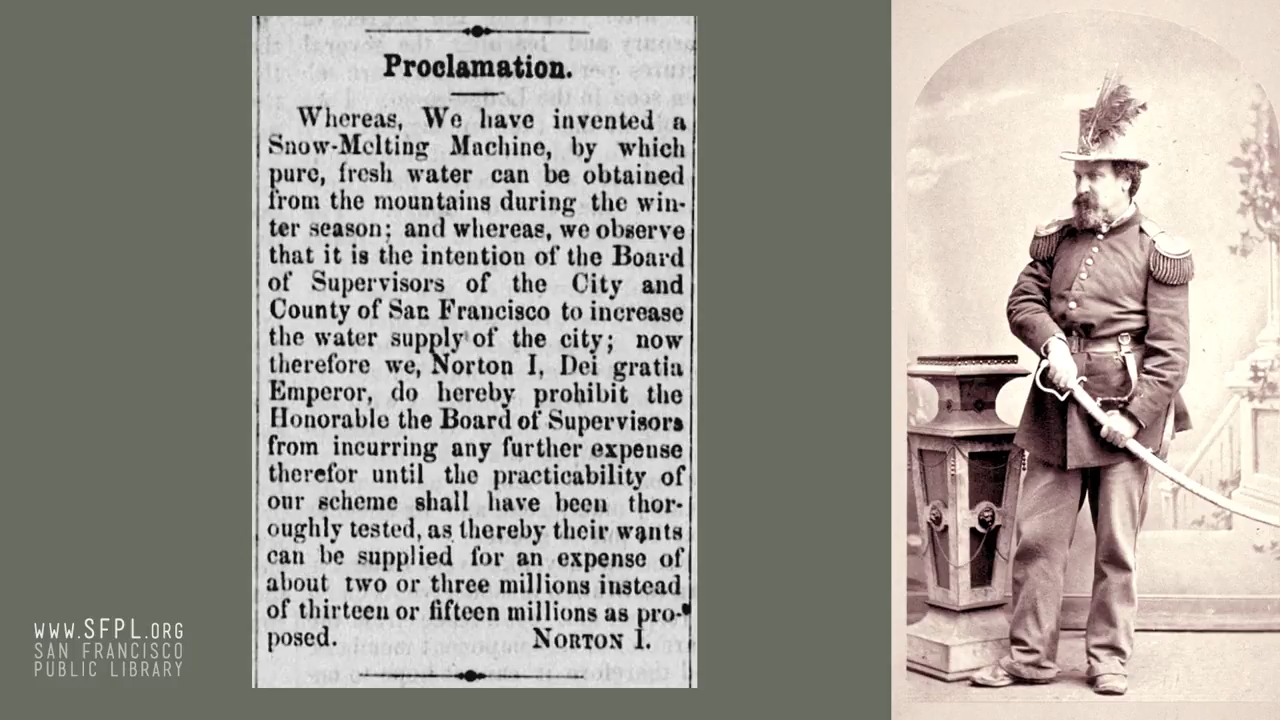 Proclamation.
Whereas, We have invented a
Snow-Melting Machine, by which
pure, fresh water can be obtained
from the mountains during the win-
ter season; and whereas, we observe
that it is the intention of the Board
of Supervisors of the City and
County of San Francisco to increase
the water supply of the city; now
therefore we, Norton I, Dei gratia
Emperor, do hereby prohibit the
Honorable the Board of Supervisors
from incurring any further expense
therefor until the practicability of
our scheme shall have been thor-
oughly tested, as thereby their wants
can be supplied for an expense of
about two or three millions instead
of thirteen or fifteen millions as pro-
posed. NORTON I.
WWW.SFPL.ORG
SAN FRANCISCO
PUBLIC LIBRARY